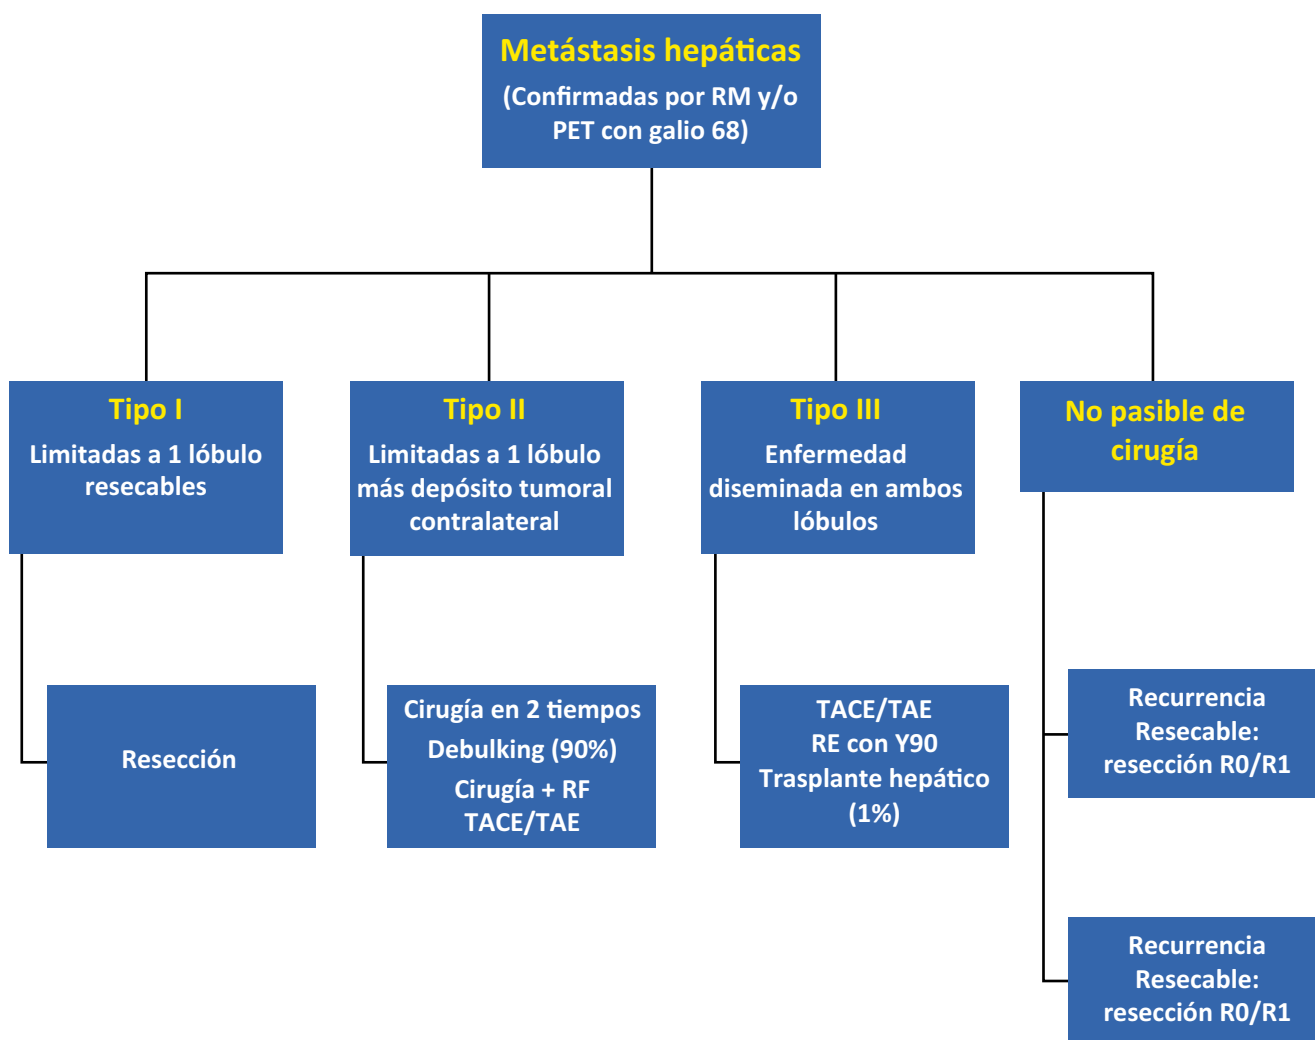 Metástasis hepáticas
(Confirmadas por RM y/o
PET con galio 68)
Tipo I
Limitadas a 1 lóbulo
resecables
Tipo II
Limitadas a 1 lóbulo
más depósito tumoral
contralateral
Tipo III
Enfermedad
diseminada en ambos
lóbulos
No pasible de
cirugía
Resección
Cirugía en 2 tiempos
Debulking (90%)
Cirugía + RF
TACE/TAE
TACE/TAE
RE con Y90
Trasplante hepático
(1%)
Recurrencia
Resecable:
resección R0/R1
Recurrencia
Resecable:
resección R0/R1